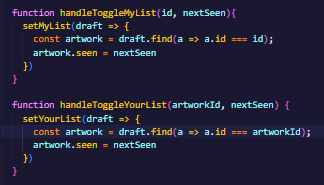 function handleToggleMyList(id, nextSeen){
  setMyList(draft => {
    const artwork = draft.find(a => a.id === id);
    artwork.seen = nextSeen
  })
}

function handleToggleYourList(artworkId, nextSeen) {
  setYourList(draft => {
    const artwork = draft.find(a => a.id === artworkId);
    artwork.seen = nextSeen
  })
}